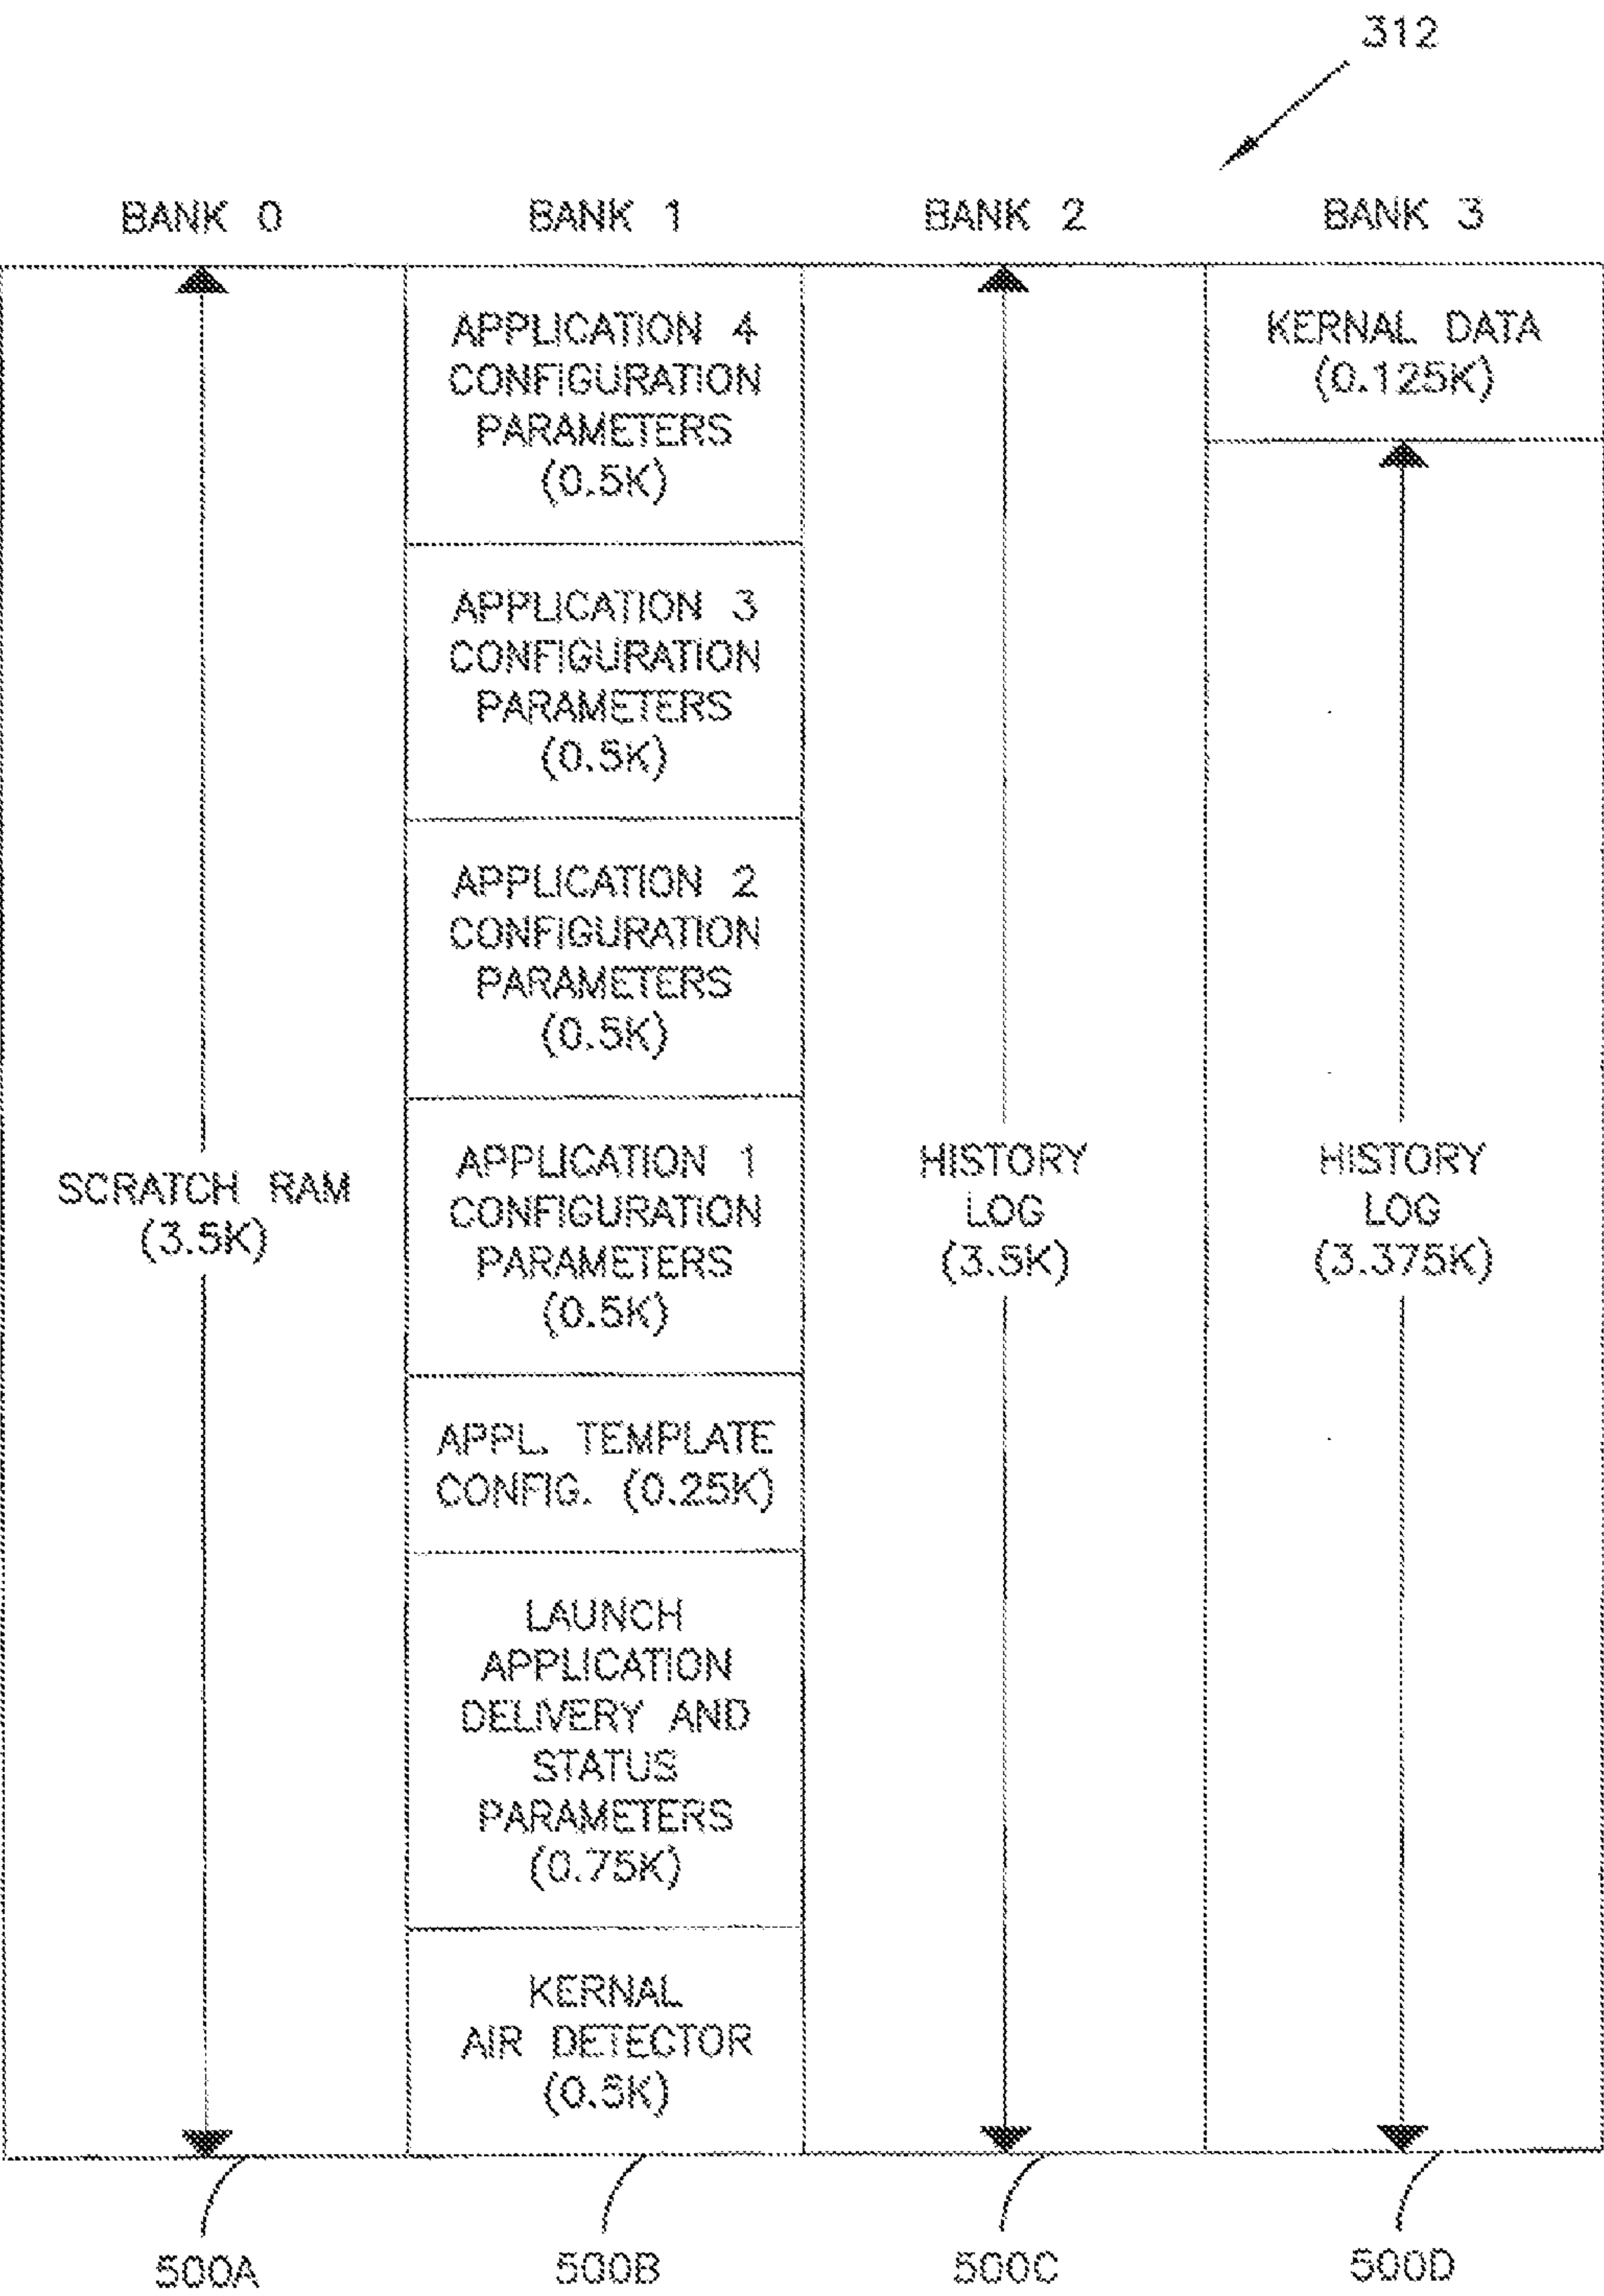 312
BANK 0
BANK 1
BANK 2
BANK 3
SCRATCH RAM
(3.5K)
APPLICATION 4
CONFIGURATION
PARAMETERS
(0.5K)
APPLICATION 3
CONFIGURATION
PARAMETERS
(0.5K)
APPLICATION 2
CONFIGURATION
PARAMETERS
(0.5K)
APPLICATION 1
CONFIGURATION
PARAMETERS
(0.5K)
APPL. TEMPLATE
CONFIG. (0.25K)
LAUNCH
APPLICATION
DELIVERY AND
STATUS
PARAMETERS
(0.75K)
KERNAL
AIR DETECTOR
(0.5K)
HISTORY
LOG
(3.5K)
KERNAL DATA
(0.125K)
HISTORY
LOG
(3.375K)
500A
500B
500C
500D